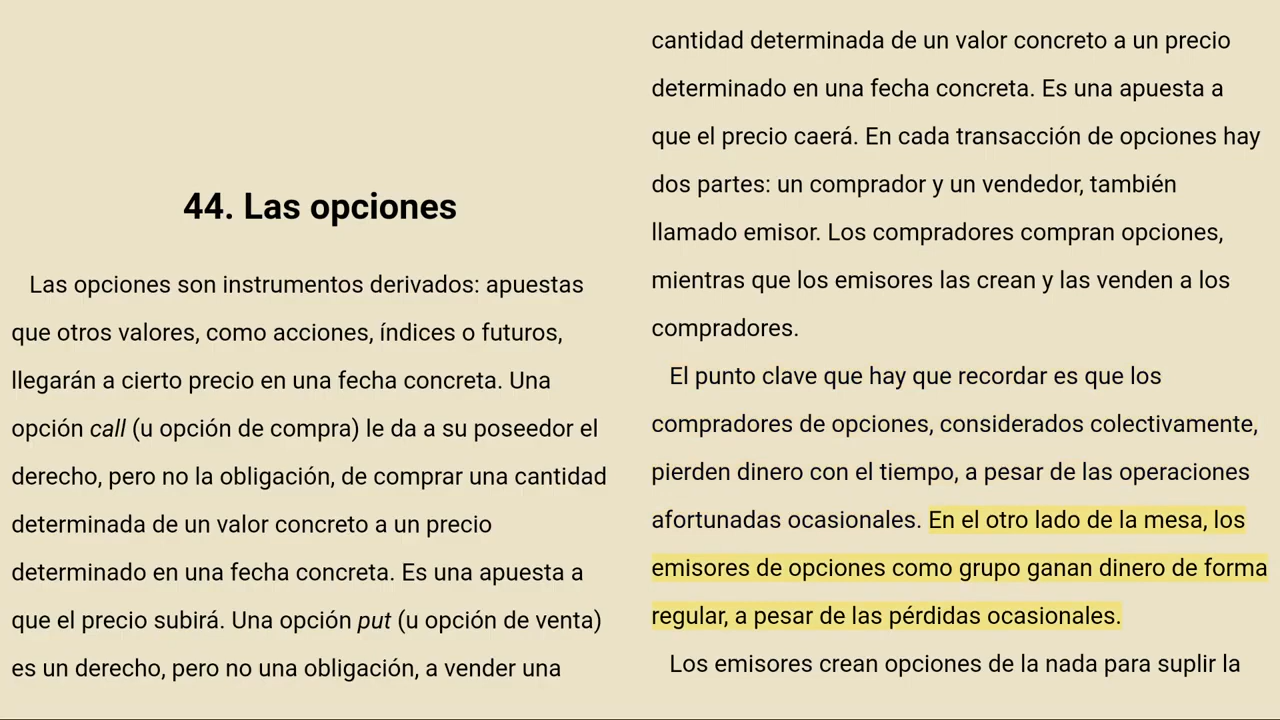 44. Las opciones
Las opciones son instrumentos derivados: apuestas
que otros valores, como acciones, índices o futuros,
llegarán a cierto precio en una fecha concreta. Una
opción call (u opción de compra) le da a su poseedor el
derecho, pero no la obligación, de comprar una cantidad
determinada de un valor concreto a un precio
determinado en una fecha concreta. Es una apuesta a
que el precio subirá. Una opción put (u opción de venta)
es un derecho, pero no una obligación, a vender una
cantidad determinada de un valor concreto a un precio
determinado en una fecha concreta. Es una apuesta a
que el precio caerá. En cada transacción de opciones hay
dos partes: un comprador y un vendedor, también
llamado emisor. Los compradores compran opciones,
mientras que los emisores las crean y las venden a los
compradores.
El punto clave que hay que recordar es que los
compradores de opciones, considerados colectivamente,
pierden dinero con el tiempo, a pesar de las operaciones
afortunadas ocasionales. En el otro lado de la mesa, los
emisores de opciones como grupo ganan dinero de forma
regular, a pesar de las pérdidas ocasionales.
Los emisores crean opciones de la nada para suplir la